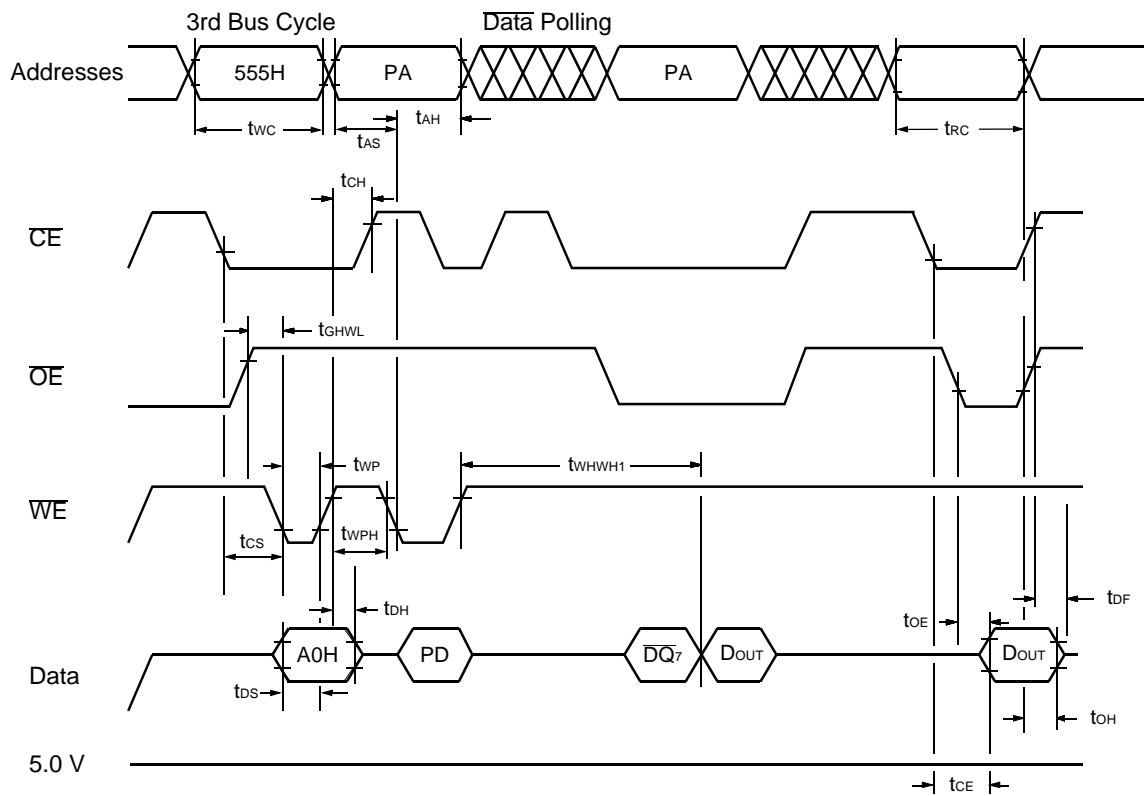 3rd Bus Cycle
Data Polling
Addresses
555H
PA
PA
tWC
tAS
tAH
tRC
tCH
CE
tGHWL
OE
tWP
tWHWH1
WE
tCS
tWPH
tDH
tOE
tDF
Data
A0H
PD
DQ7
DOUT
DOUT
tDS
tOH
5.0 V
tCE